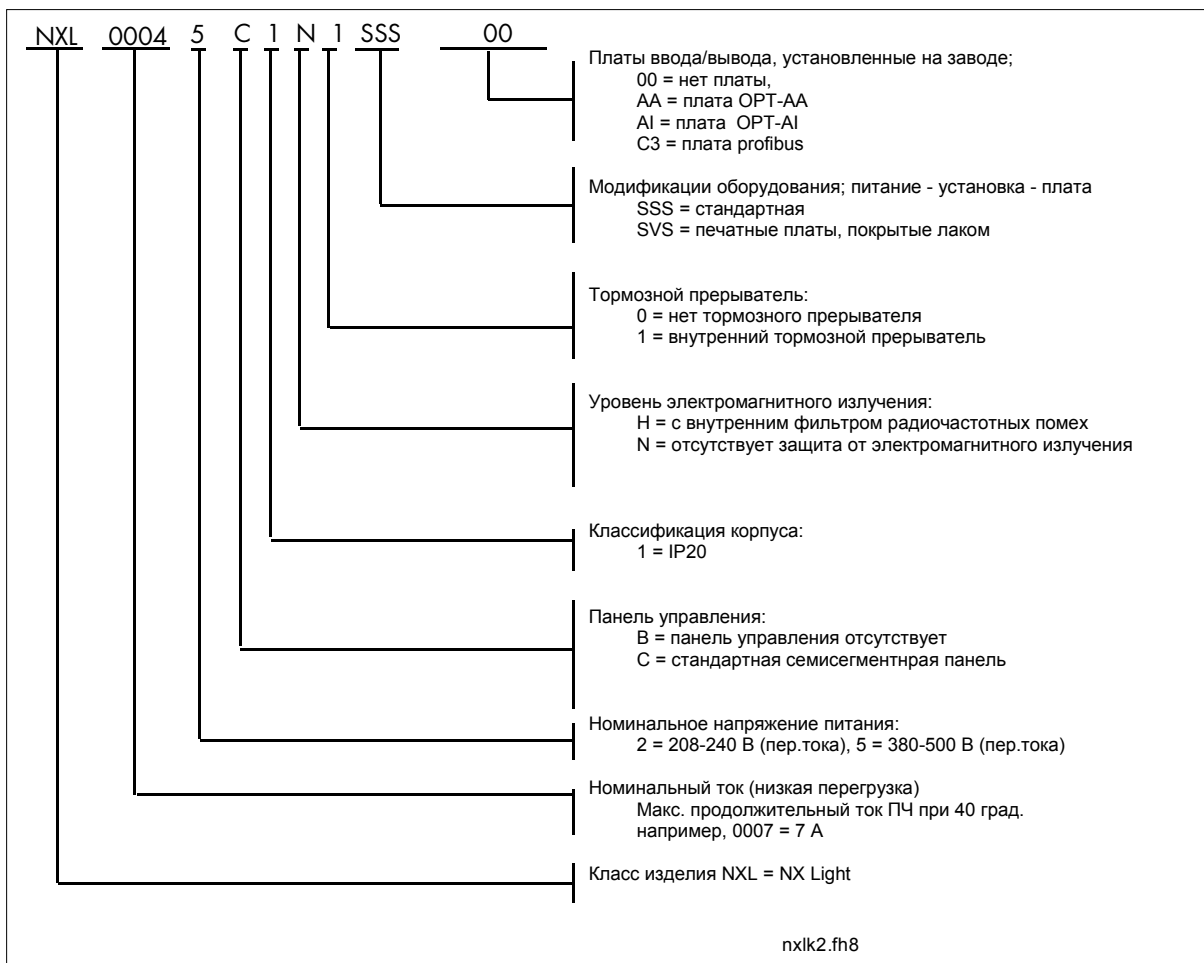 NXL 0004 5 C 1 N 1 SSS 00
Платы ввода/вывода, установленные на заводе;
00 = нет платы,
AA = плата OPT-AA
AI = плата OPT-AI
C3 = плата profibus
Модификации оборудования; питание - установка - плата
SSS = стандартная
SVS = печатные платы, покрытые лаком
Тормозной прерыватель:
0 = нет тормозного прерывателя
1 = внутренний тормозной прерыватель
Уровень электромагнитного излучения:
H = с внутренним фильтром радиочастотных помех
N = отсутствует защита от электромагнитного излучения
Классификация корпуса:
1 = IP20
Панель управления:
B = панель управления отсутствует
C = стандартная семисегментнрая панель
Номинальное напряжение питания:
2 = 208-240 В (пер.тока), 5 = 380-500 В (пер.тока)
Номинальный ток (низкая перегрузка)
Макс. продолжительный ток ПЧ при 40 град.
например, 0007 = 7 А
Класс изделия NXL = NX Light
nxlk2.fh8